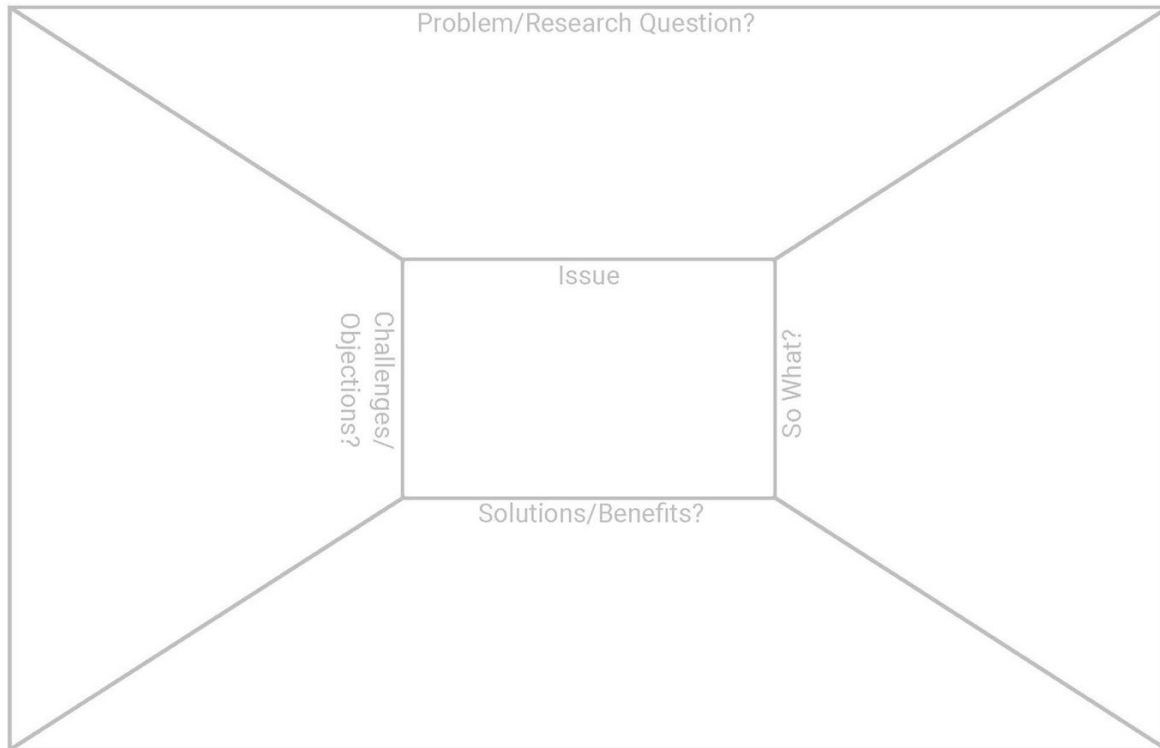 Problem/Research Question?
Issue
Challenges/
Objections?
So What?
Solutions/Benefits?